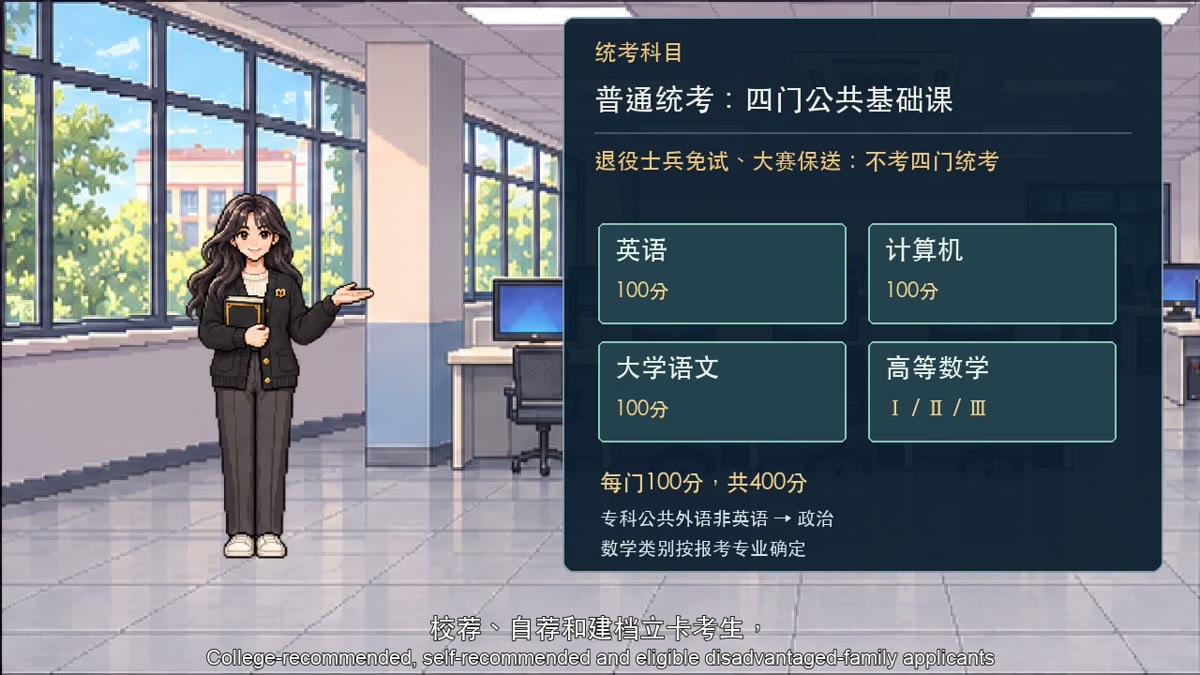 统考科目
普通统考：四门公共基础课
退役士兵免试、大赛保送：不考四门统考
英语
100分
计算机
100分
大学语文
100分
高等数学
Ⅰ / Ⅱ / Ⅲ
每门100分，共400分
专科公共外语非英语 → 政治
数学类别按报考专业确定
校荐、自荐和建档立卡考生，
College-recommended, self-recommended and eligible disadvantaged-family applicants